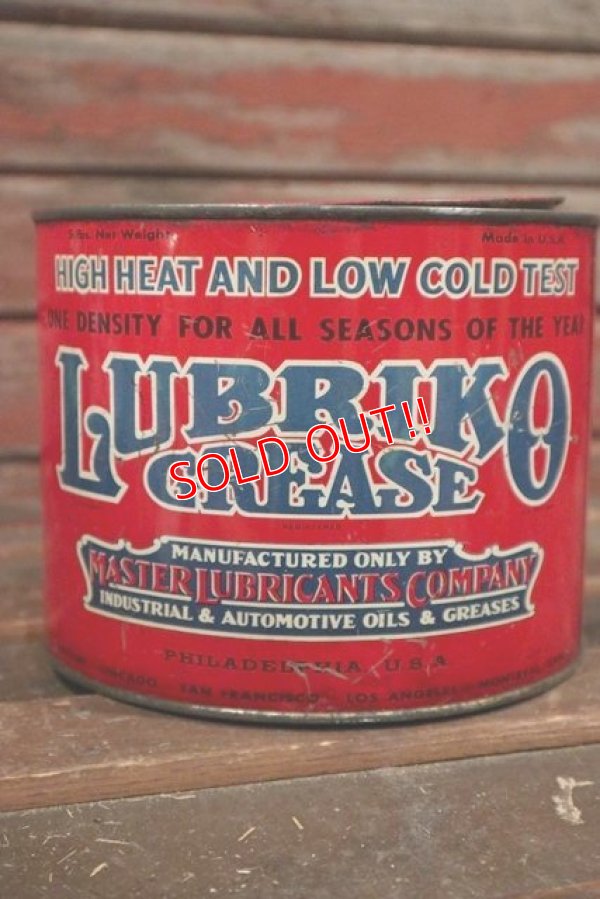 5 lbs. Net Weight Made in U.S.A.
HIGH HEAT AND LOW COLD TEST
ONE DENSITY FOR ALL SEASONS OF THE YEAR
LUBRIKO
GREASE
SOLD OUT!!
REGISTERED
MANUFACTURED ONLY BY
MASTER LUBRICANTS COMPANY
INDUSTRIAL & AUTOMOTIVE OILS & GREASES
PHILADELPHIA, U.S.A.
CHICAGO SAN FRANCISCO LOS ANGELES MONTREAL